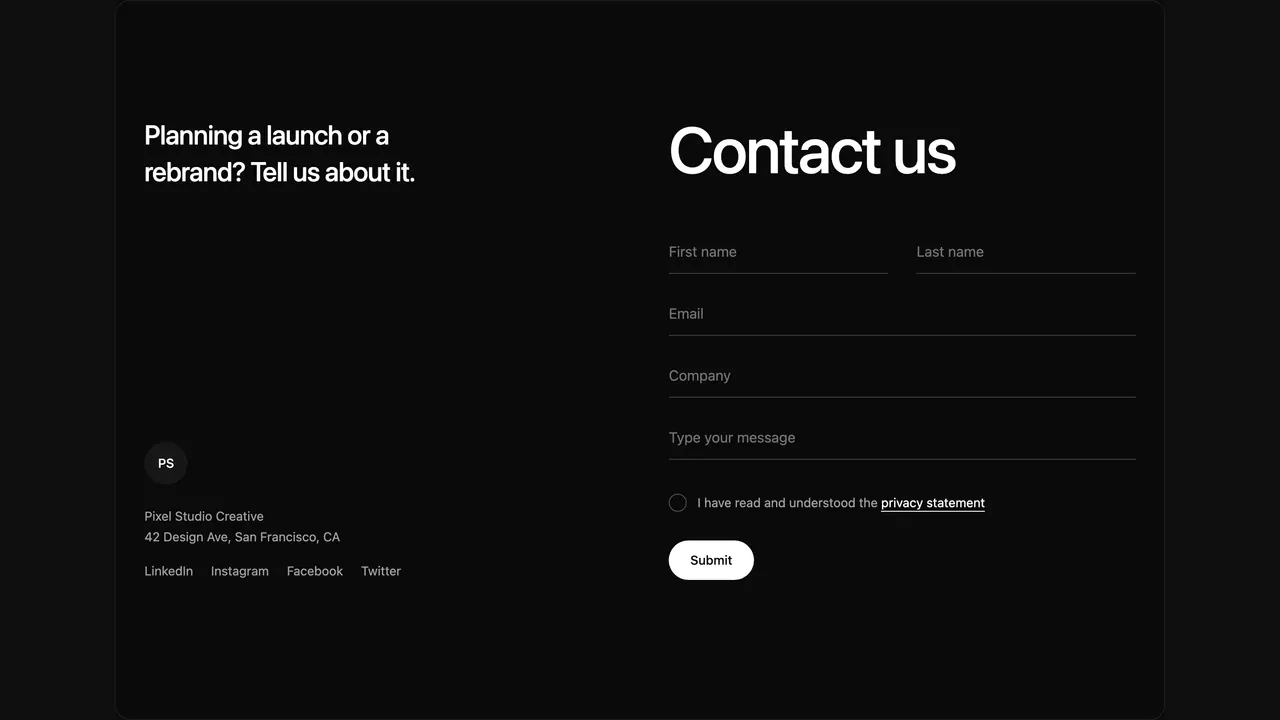 Planning a launch or a
rebrand? Tell us about it.
PS
Pixel Studio Creative
42 Design Ave, San Francisco, CA
LinkedIn Instagram Facebook Twitter
Contact us
First name Last name
Email
Company
Type your message
I have read and understood the privacy statement
Submit